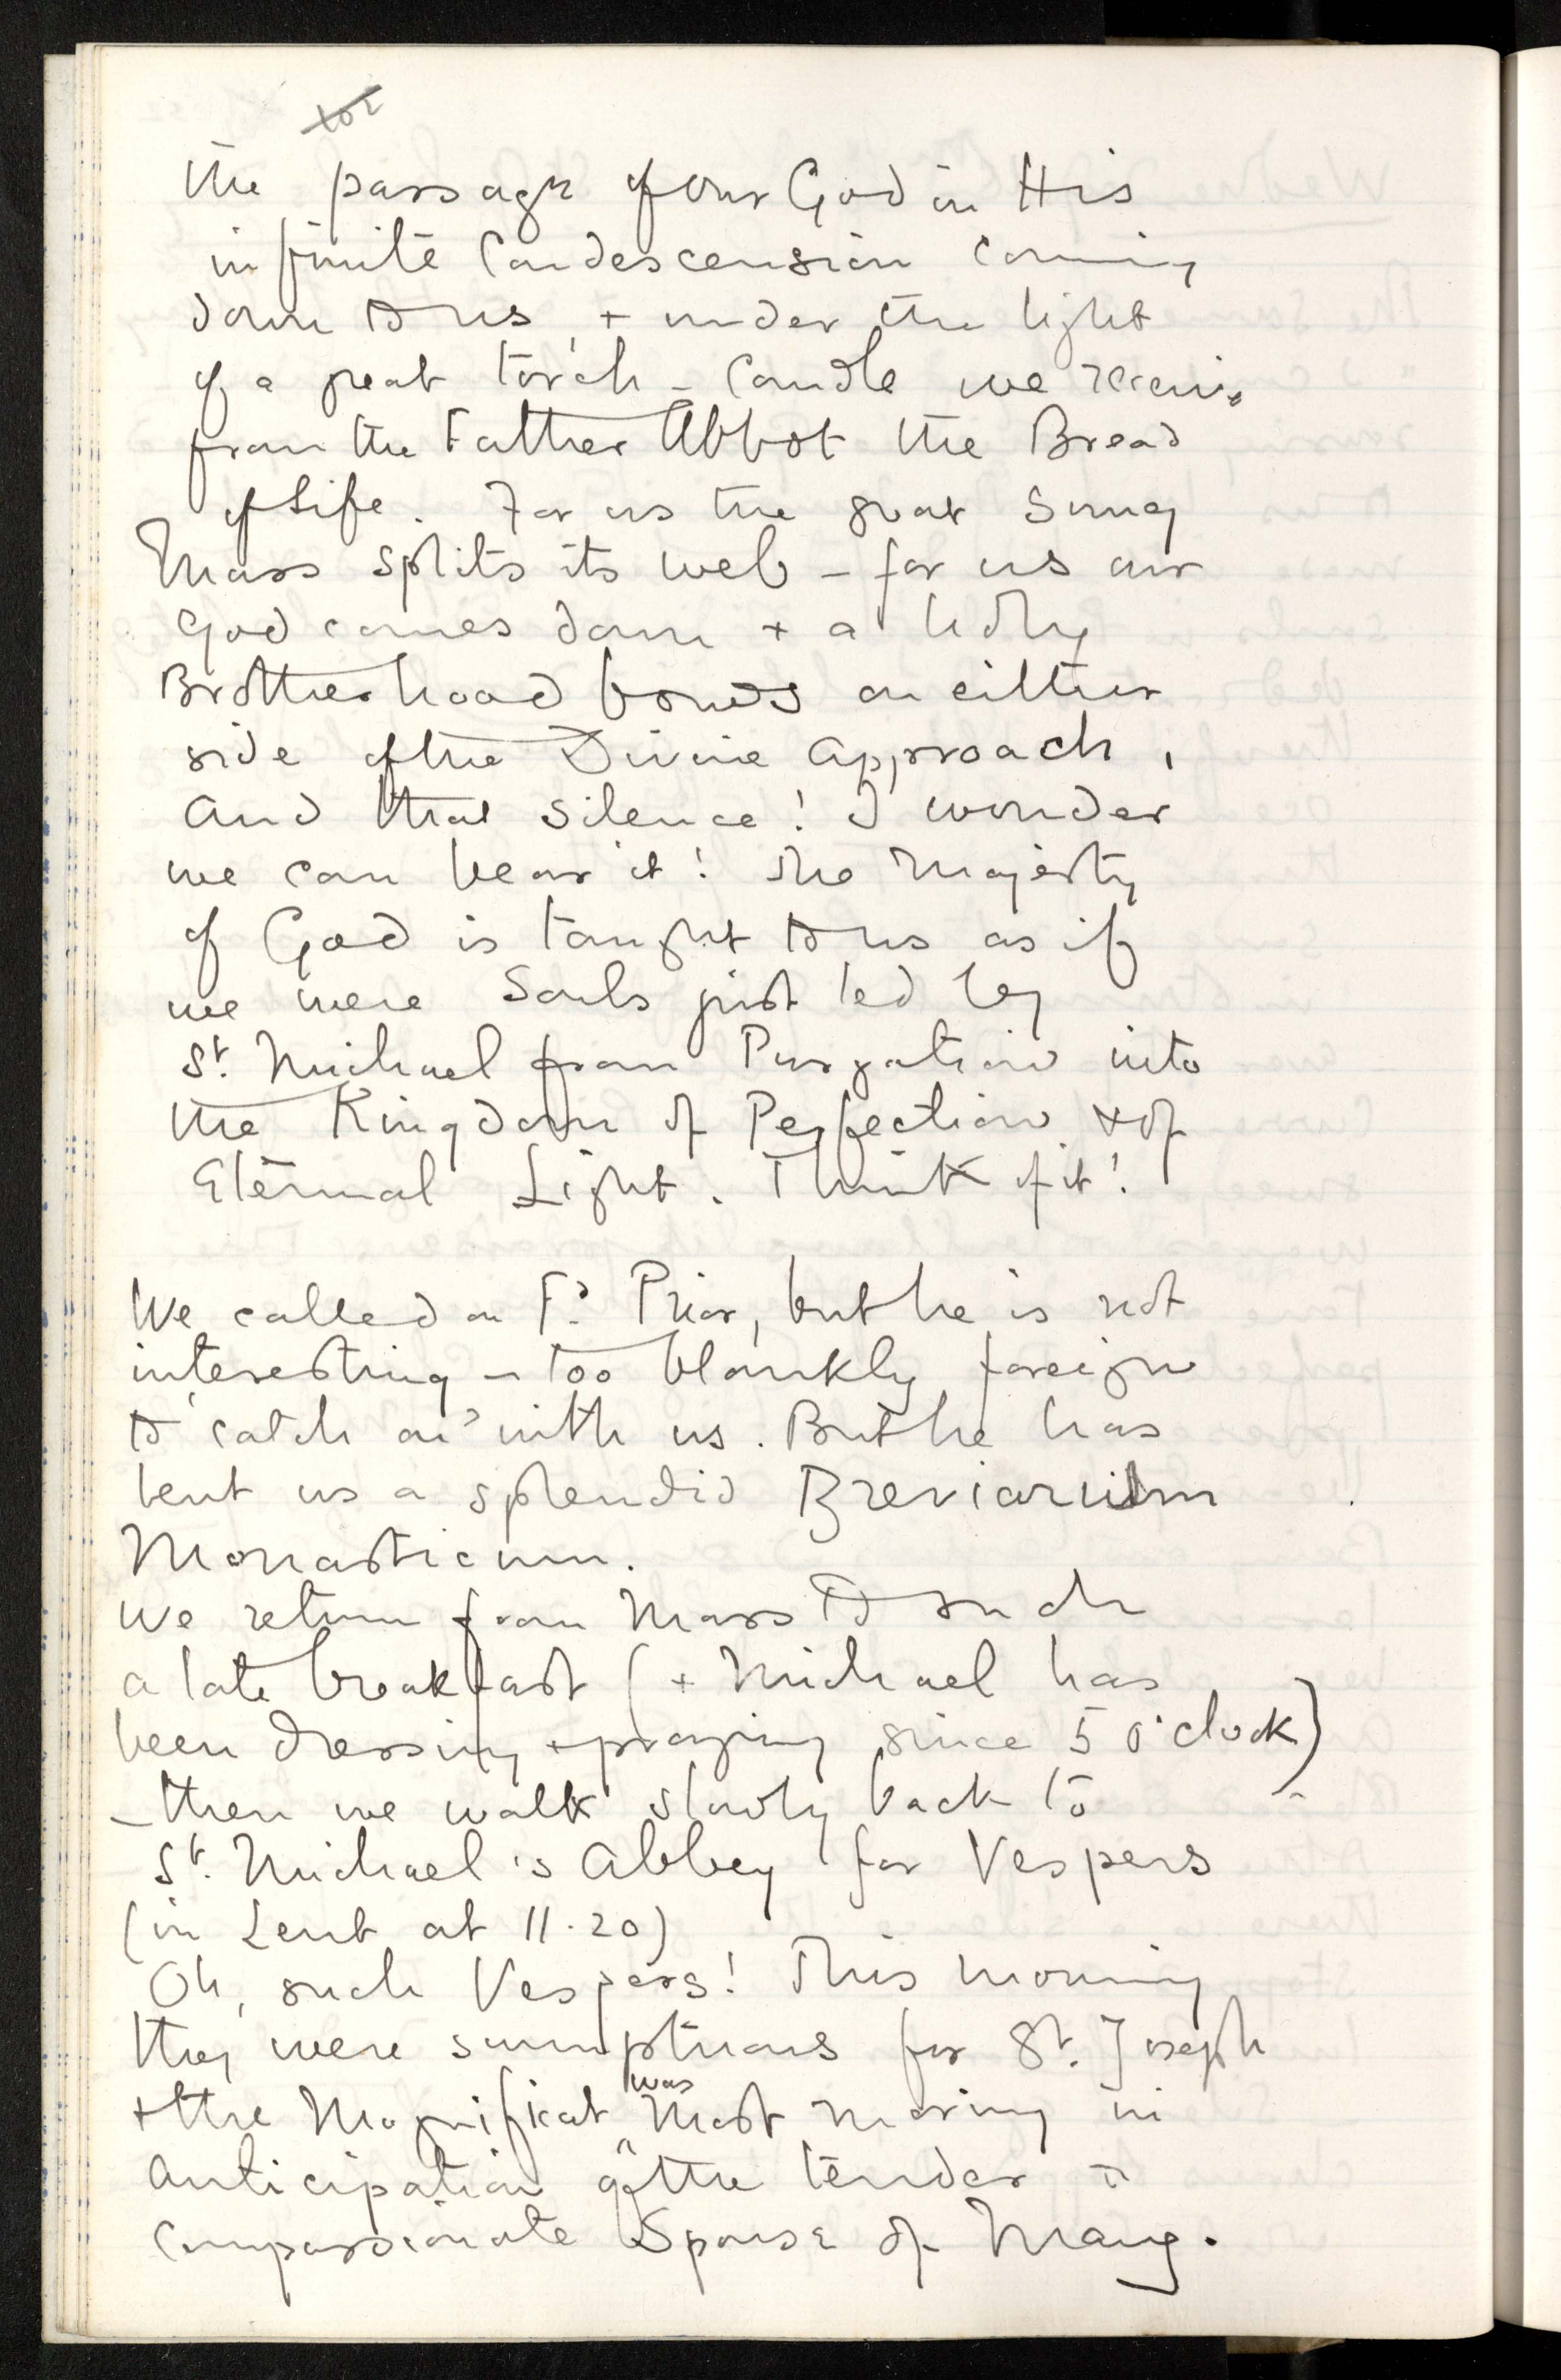 the passage of our God in His
infinite Condescension coming
down to us, + under the light
of a great torch - Candle we receive
from the Father Abbot the Bread
of Life. For us the great Sung
Mass splits its web - for us our
God comes down + a holy
Brotherhood bows on either
side of the Divine Approach,
And that silence! I wonder
we can bear it! The Majesty
of God is taught to us as if
we were Souls just led by
St. Michael from Purgation into
the Kingdom of Perfection + of
Eternal Light. Think of it!
We called on Fr. Prior, but he is not
interesting - too blankly foreign
to 'catch on' with us. But he has
lent us a splendid Breviarium
Monasticum.
We return from Mass to such
a late breakfast (+ Michael has
been dressing + praying since 5 o'clock)
- then we walk slowly back to
St. Michael's Abbey for Vespers
(in Lent at 11.20)
Oh, such Vespers! This morning
they were sumptuous for St. Joseph
+ the Magnificat was most moving in
Anticipation of the tender +
Compassionate Spouse of Mary.